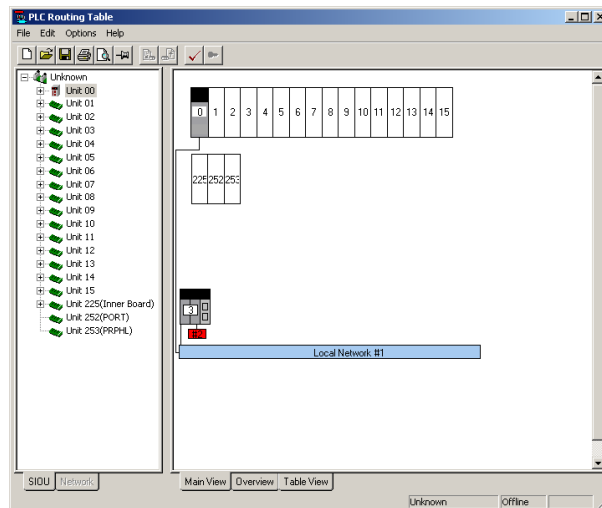 PLC Routing Table
File Edit Options Help
Unknown
Unit 00
Unit 01
Unit 02
Unit 03
Unit 04
Unit 05
Unit 06
Unit 07
Unit 08
Unit 09
Unit 10
Unit 11
Unit 12
Unit 13
Unit 14
Unit 15
Unit 225(Inner Board)
Unit 252(PORT)
Unit 253(PRPHL)
SIOU Network
0 1 2 3 4 5 6 7 8 9 10 11 12 13 14 15
225 252 253
3
#2
Local Network #1
Main View Overview Table View
Unknown Offline